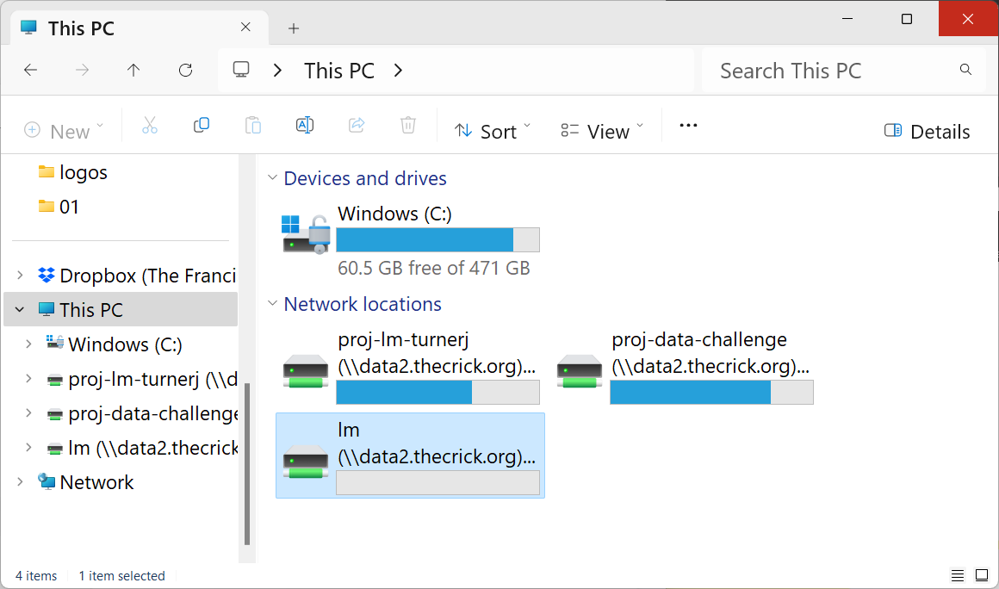 This PC
This PC
Search This PC
New
Sort
View
Details
logos
01
Dropbox (The Franci
This PC
Windows (C:)
proj-lm-turnerj (\\d
proj-data-challenge
lm (\\data2.thecrick
Network
Devices and drives
Windows (C:)
60.5 GB free of 471 GB
Network locations
proj-lm-turnerj
(\\data2.thecrick.org)...
proj-data-challenge
(\\data2.thecrick.org)...
lm
(\\data2.thecrick.org)...
4 items
1 item selected